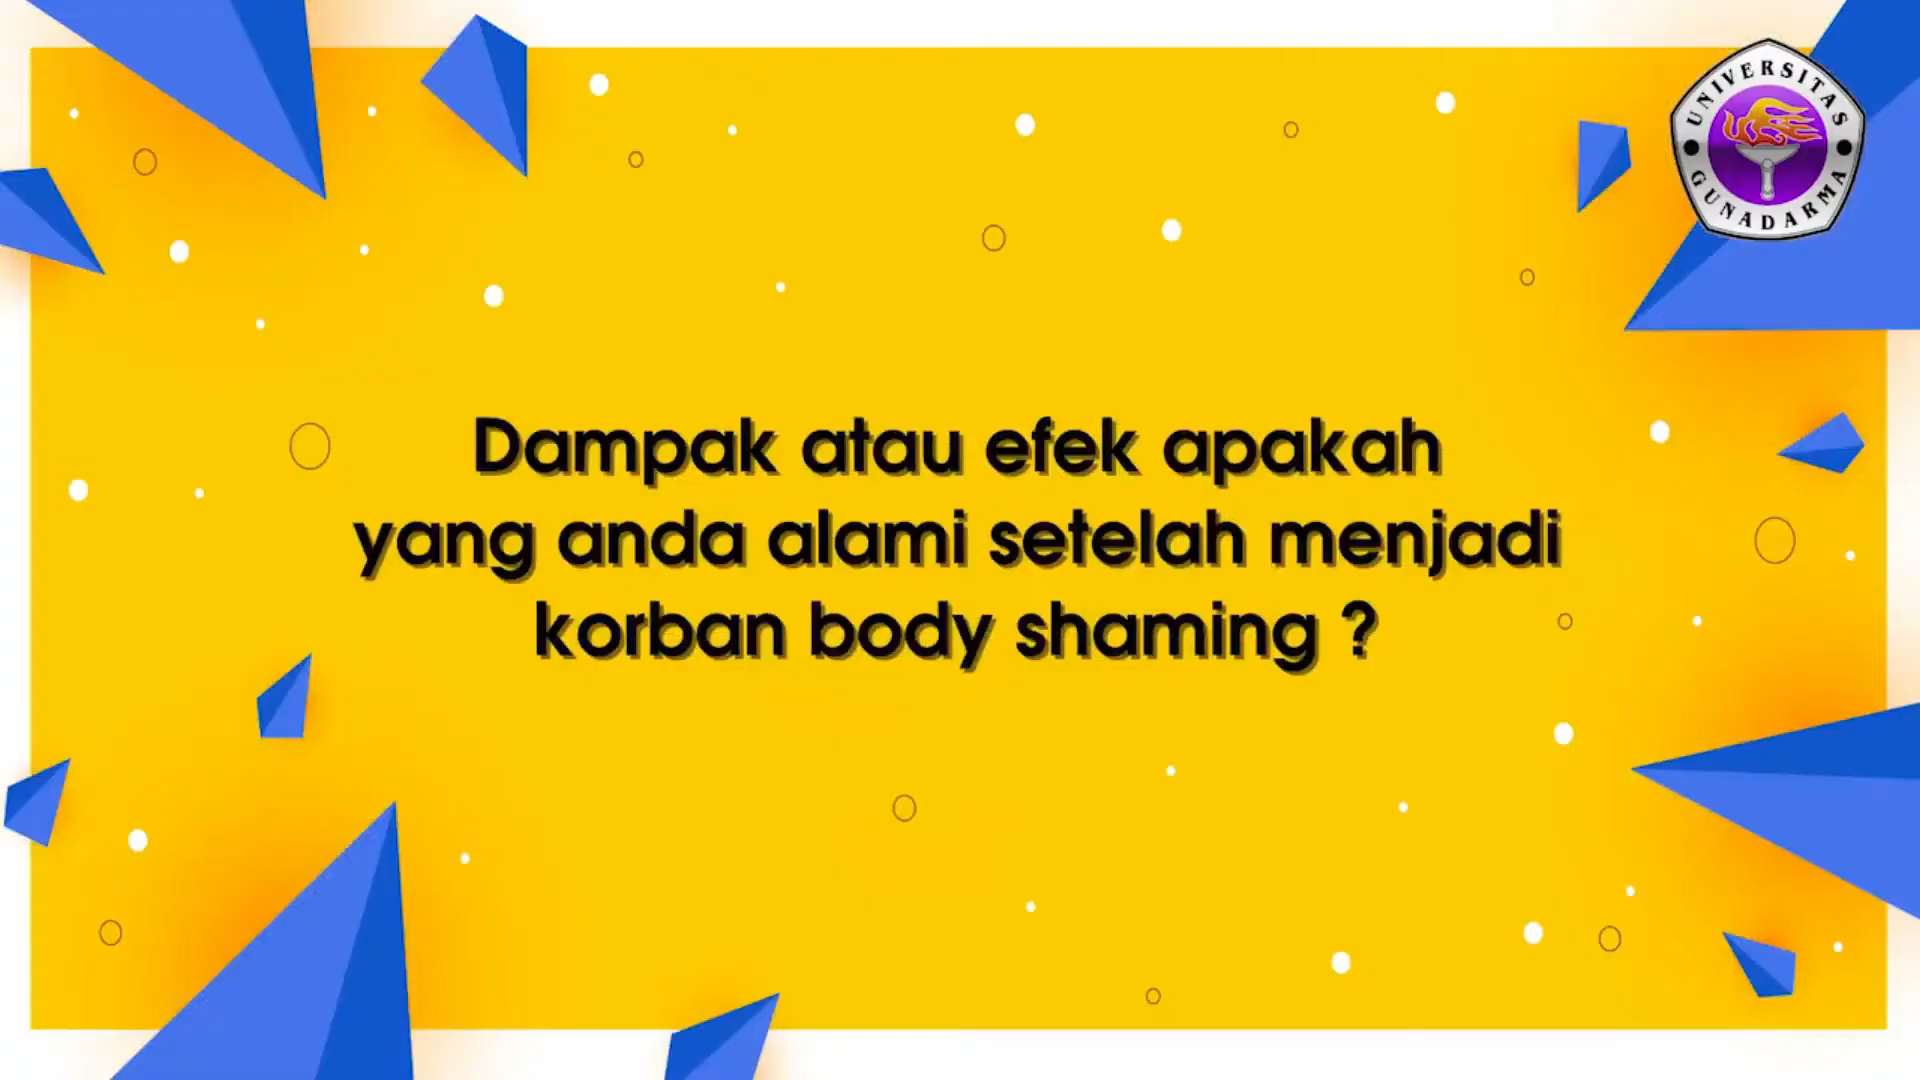 UNIVERSITAS
GUNADARMA
Dampak atau efek apakah
yang anda alami setelah menjadi
korban body shaming ?